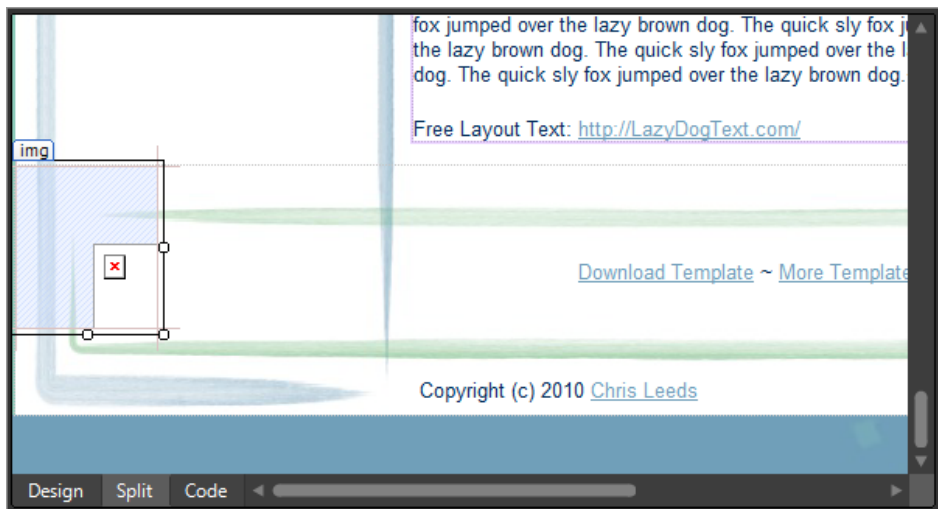 fox jumped over the lazy brown dog. The quick sly fox
the lazy brown dog. The quick sly fox jumped over the
dog. The quick sly fox jumped over the lazy brown dog.
Free Layout Text: http://LazyDogText.com/
img
Download Template ~ More Template
Copyright (c) 2010 Chris Leeds
Design Split Code